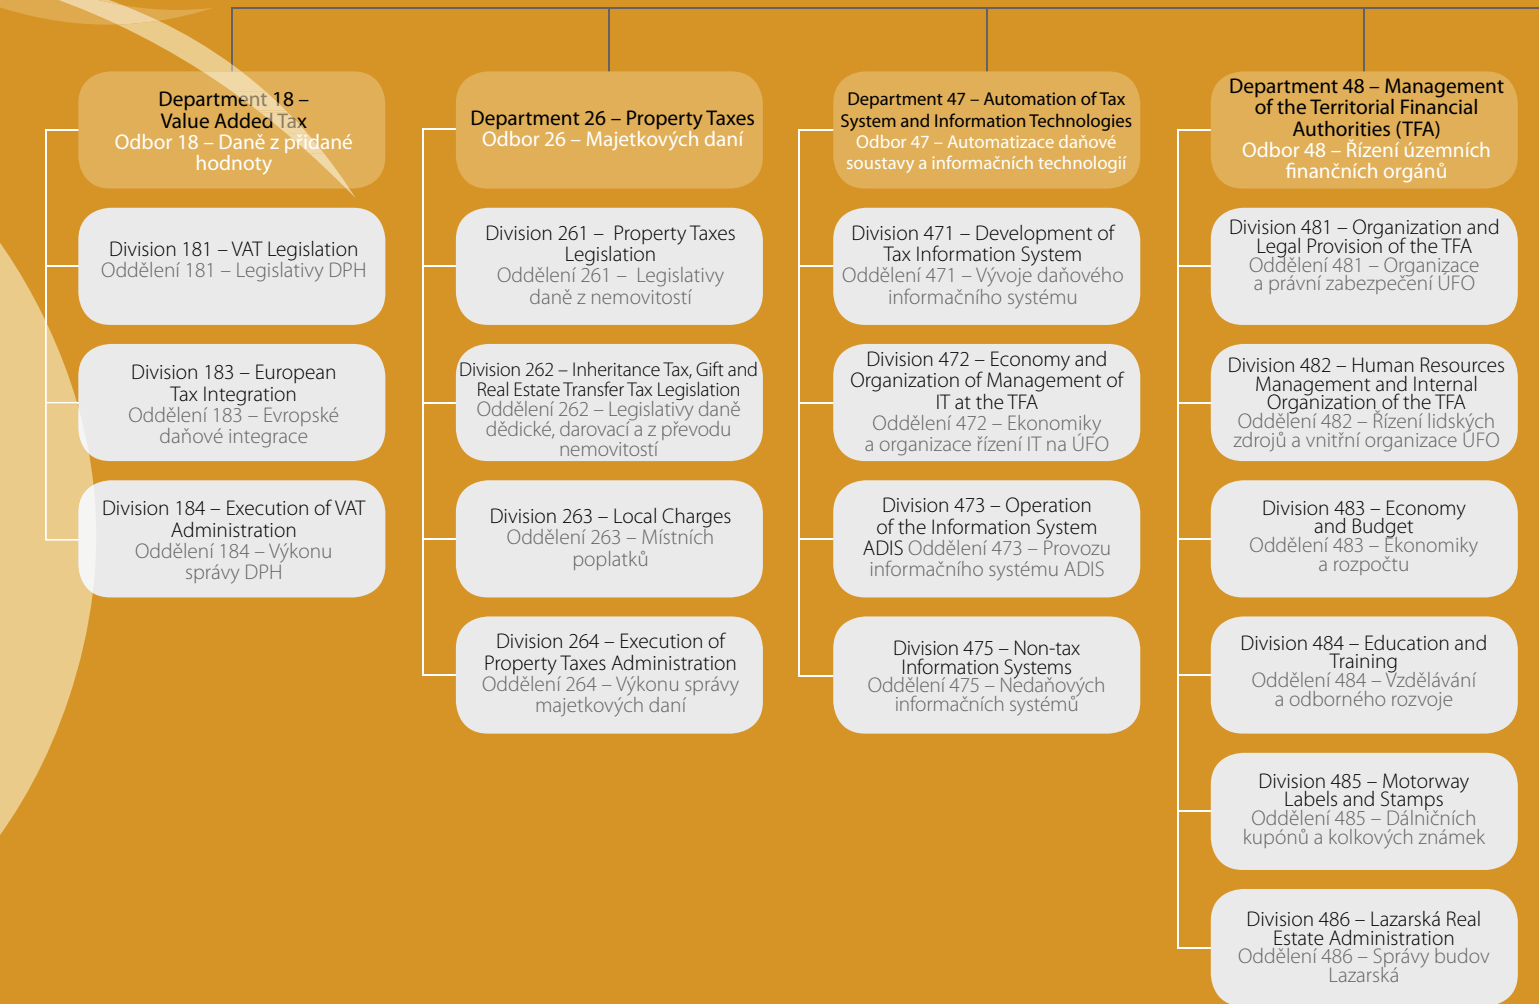 Department 18 –
Value Added Tax
Odbor 18 – Daně z přidané
hodnoty
Division 181 – VAT Legislation
Oddělení 181 – Legislativy DPH
Division 183 – European
Tax Integration
Oddělení 183 – Evropské
daňové integrace
Division 184 – Execution of VAT
Administration
Oddělení 184 – Výkonu
správy DPH
Department 26 – Property Taxes
Odbor 26 – Majetkových daní
Division 261 – Property Taxes
Legislation
Oddělení 261 – Legislativy
daně z nemovitostí
Division 262 – Inheritance Tax, Gift and
Real Estate Transfer Tax Legislation
Oddělení 262 – Legislativy daně
dědické, darovací a z převodu
nemovitostí
Division 263 – Local Charges
Oddělení 263 – Místních
poplatků
Division 264 – Execution of
Property Taxes Administration
Oddělení 264 – Výkonu správy
majetkových daní
Department 47 – Automation of Tax
System and Information Technologies
Odbor 47 – Automatizace daňové
soustavy a informačních technologií
Division 471 – Development of
Tax Information System
Oddělení 471 – Vývoje daňového
informačního systému
Division 472 – Economy and
Organization of Management of
IT at the TFA
Oddělení 472 – Ekonomiky
a organizace řízení IT na ÚFO
Division 473 – Operation
of the Information System
ADIS Oddělení 473 – Provozu
informačního systému ADIS
Division 475 – Non-tax
Information Systems
Oddělení 475 – Nedaňových
informačních systémů
Department 48 – Management
of the Territorial Financial
Authorities (TFA)
Odbor 48 – Řízení územních
finančních orgánů
Division 481 – Organization and
Legal Provision of the TFA
Oddělení 481 – Organizace
a právní zabezpečení ÚFO
Division 482 – Human Resources
Management and Internal
Organization of the TFA
Oddělení 482 – Řízení lidských
zdrojů a vnitřní organizace ÚFO
Division 483 – Economy
and Budget
Oddělení 483 – Ekonomiky
a rozpočtu
Division 484 – Education and
Training
Oddělení 484 – Vzdělávání
a odborného rozvoje
Division 485 – Motorway
Labels and Stamps
Oddělení 485 – Dálničních
kupónů a kolkových známek
Division 486 – Lazarská Real
Estate Administration
Oddělení 486 – Správy budov
Lazarská